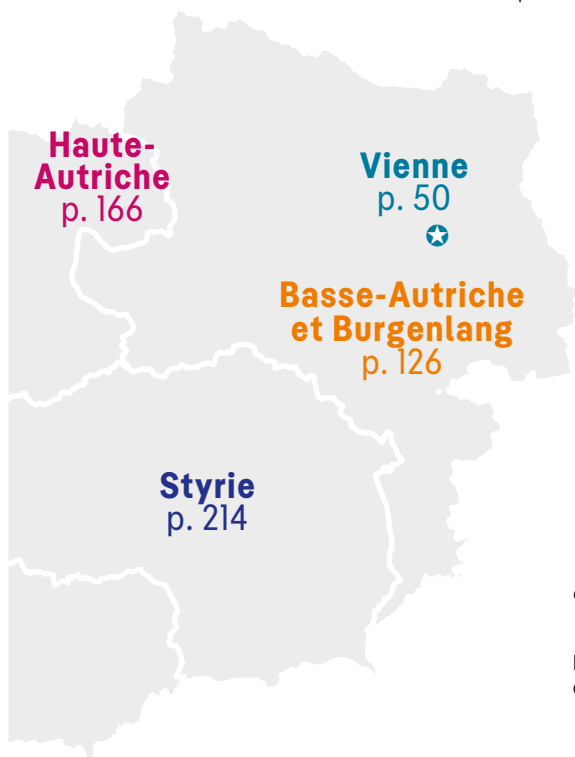 Haute-
Autriche
p. 166
Vienne
p. 50
Basse-Autriche
et Burgenlang
p. 126
Styrie
p. 214